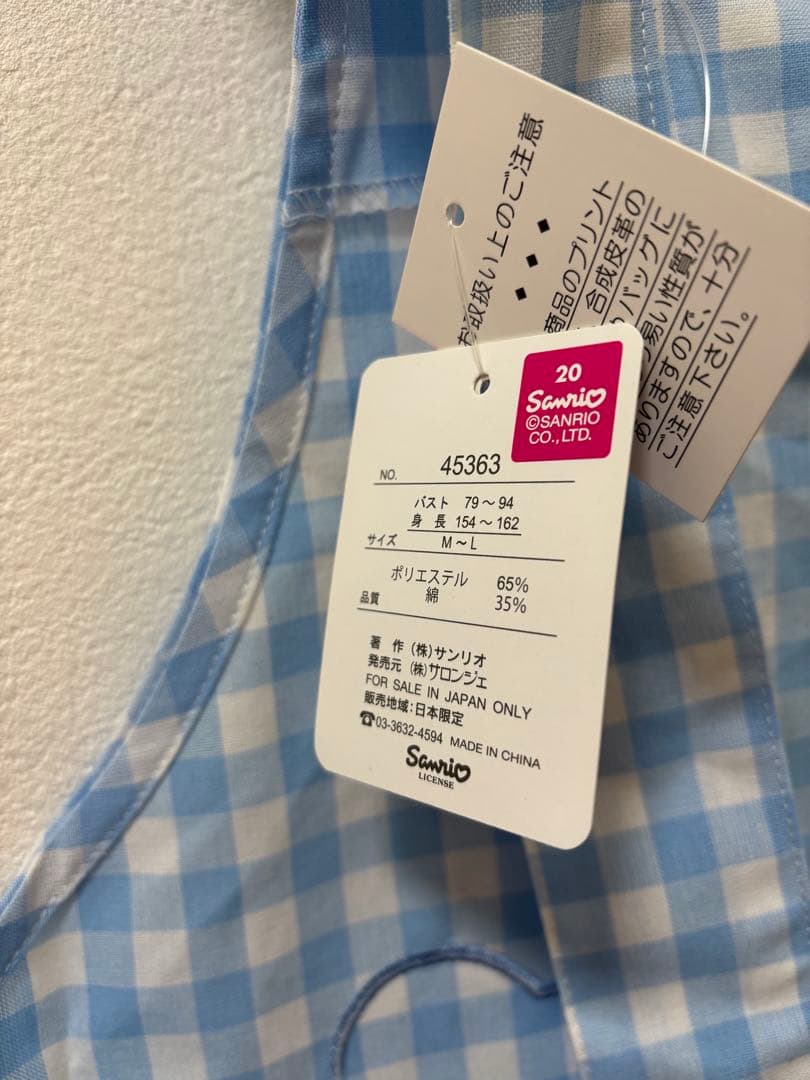 お取扱い上のご注意
◆ ◆ ◆
商品のプリント
合成皮革の
バッグに
易い性質が
ありますので、十分
ご注意下さい。
20
Sanrio
©SANRIO
CO.,LTD.
NO. 45363
バスト 79～94
身 長 154～162
サイズ M～L
ポリエステル 65%
品質 綿 35%
著 作 (株)サンリオ
発売元 (株)サロンジェ
FOR SALE IN JAPAN ONLY
販売地域:日本限定
☎03-3632-4594 MADE IN CHINA
Sanrio
LICENSE